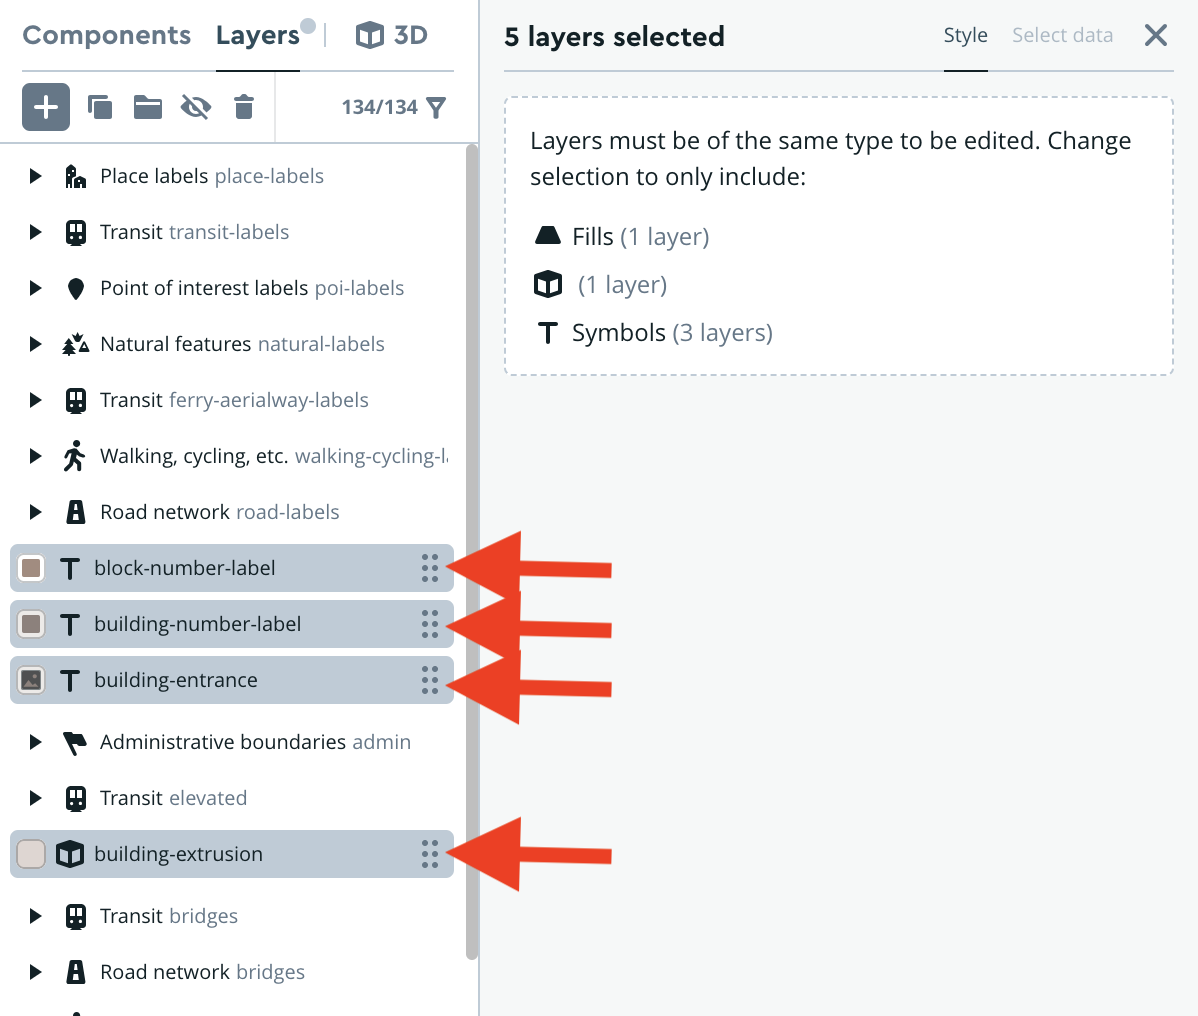 Components Layers 3D
134/134
Place labels place-labels
Transit transit-labels
Point of interest labels poi-labels
Natural features natural-labels
Transit ferry-aerialway-labels
Walking, cycling, etc. walking-cycling-l
Road network road-labels
block-number-label
building-number-label
building-entrance
Administrative boundaries admin
Transit elevated
building-extrusion
Transit bridges
Road network bridges
5 layers selected
Style Select data
Layers must be of the same type to be edited. Change
selection to only include:
Fills (1 layer)
(1 layer)
Symbols (3 layers)